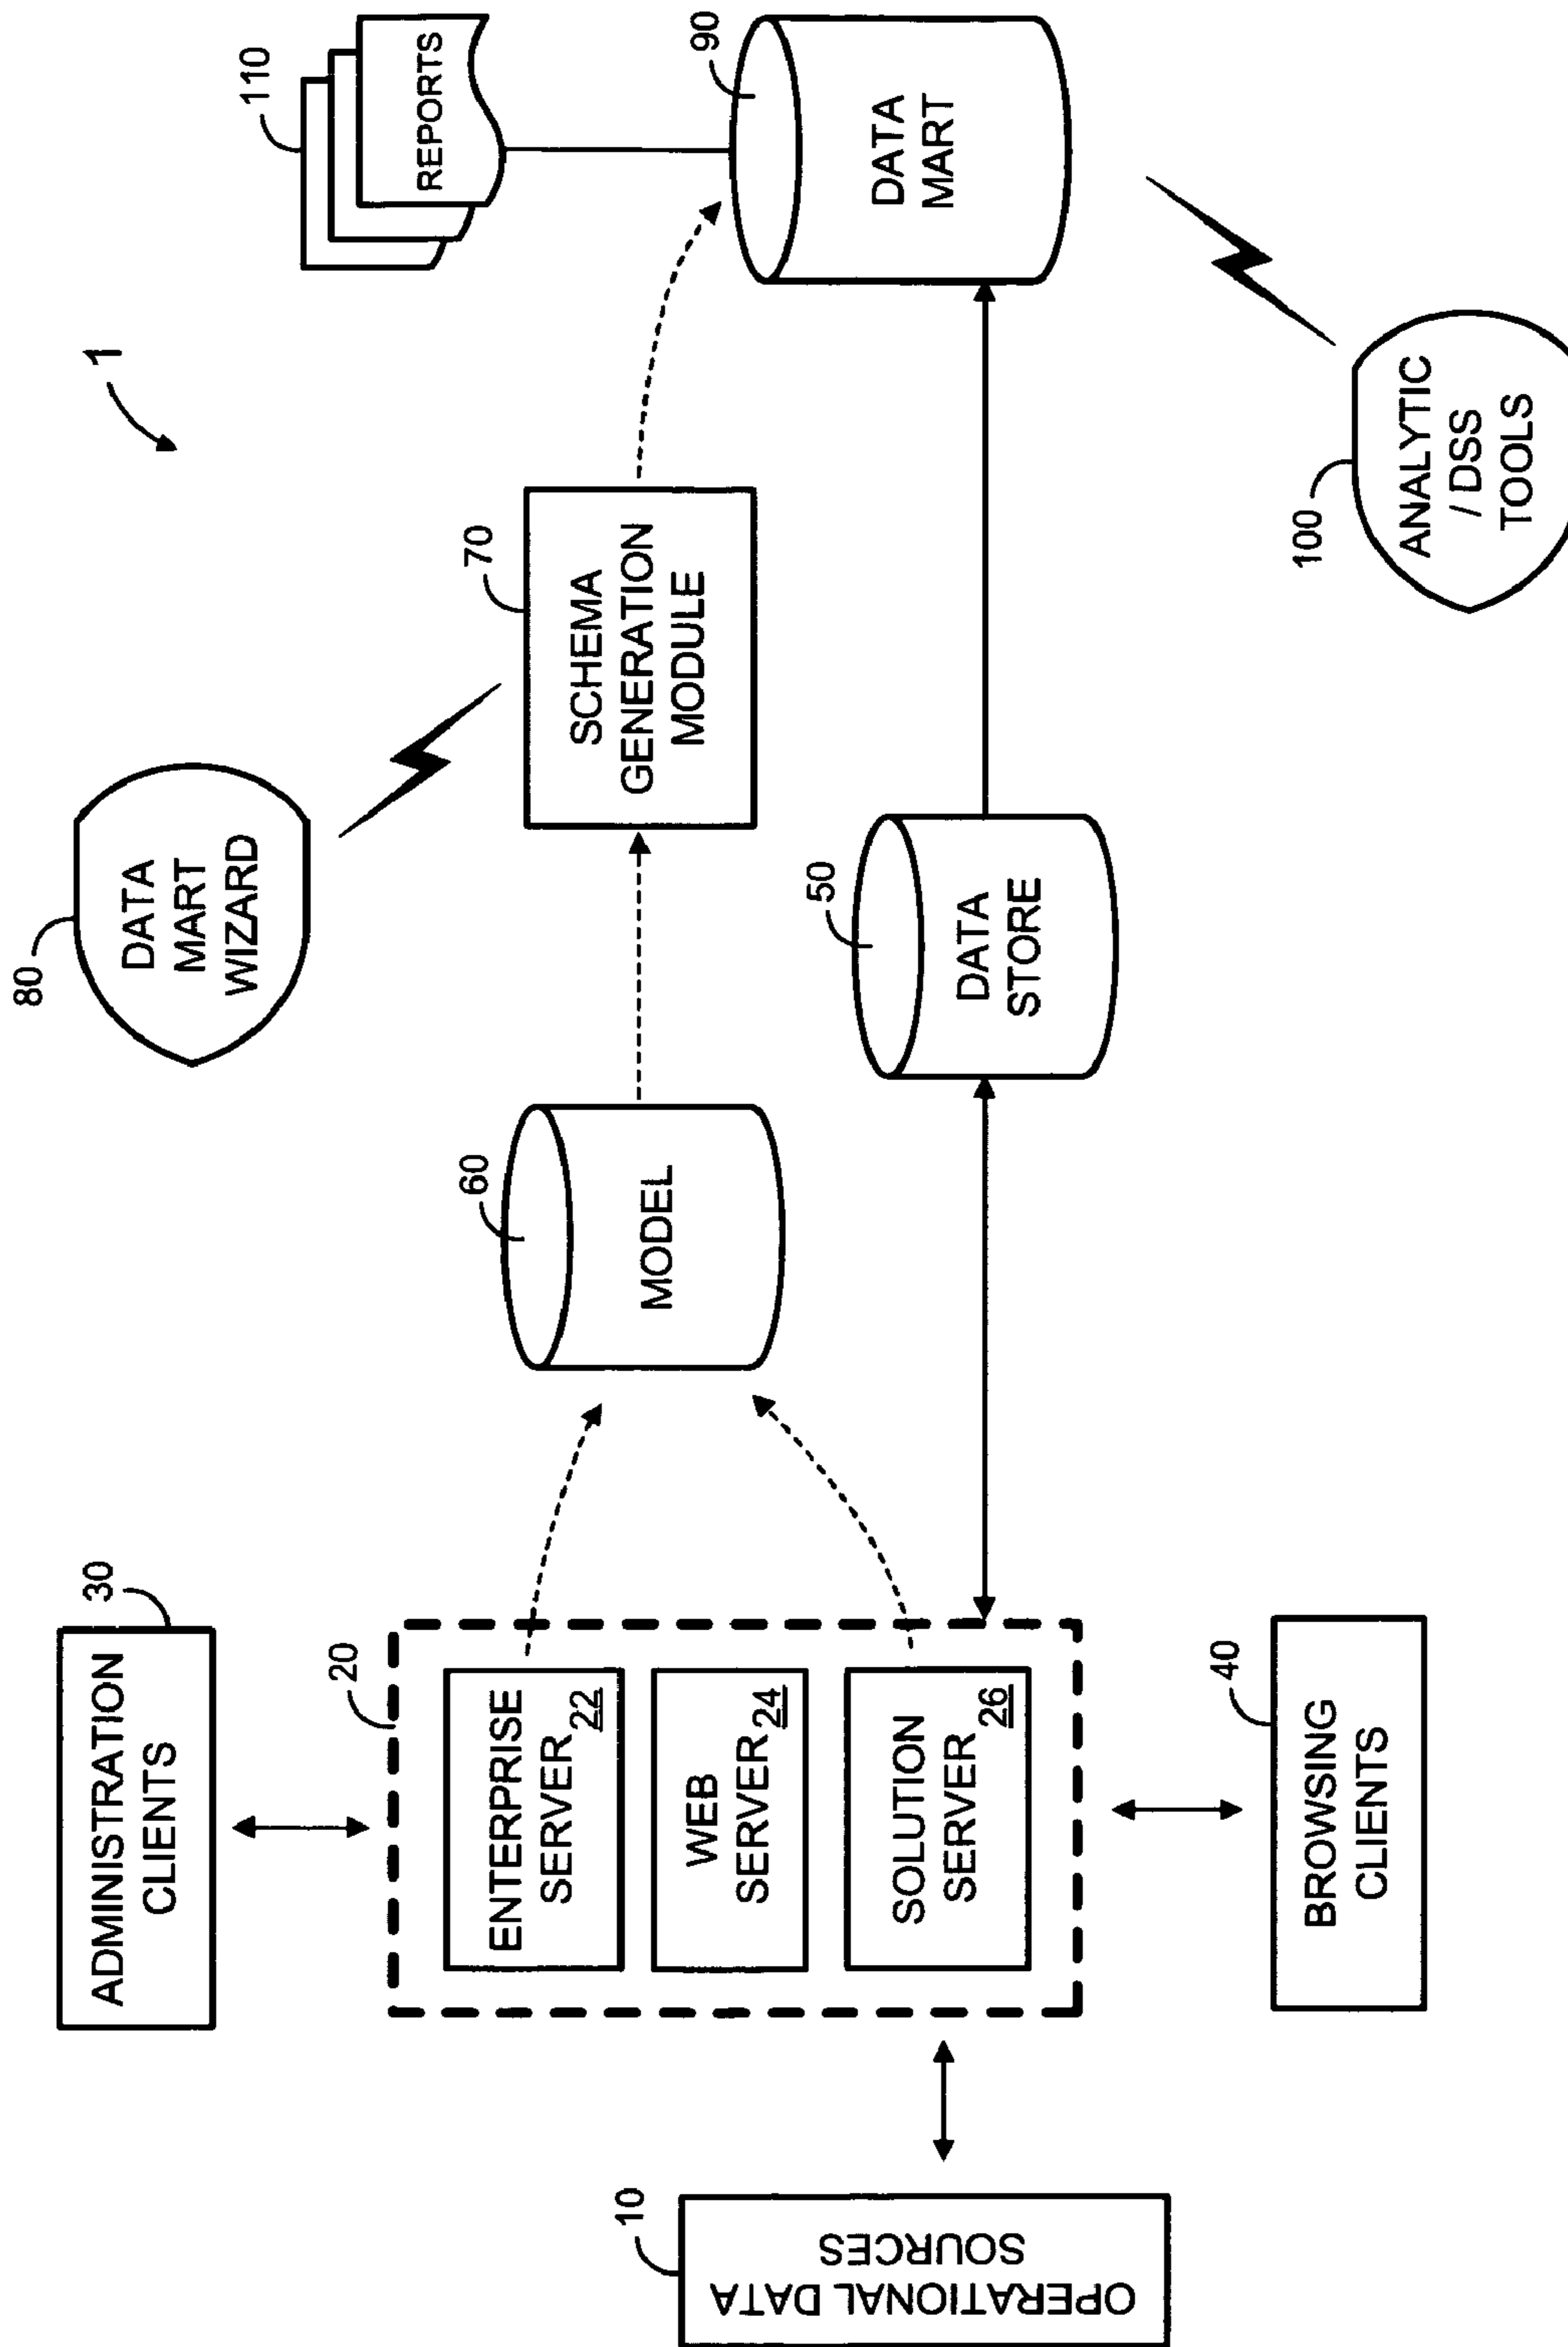 1
110
REPORTS
90
DATA
MART
80
DATA
MART
WIZARD
70
SCHEMA
GENERATION
MODULE
60
MODEL
50
DATA
STORE
100
ANALYTIC
/ DSS
TOOLS
30
ADMINISTRATION
CLIENTS
20
ENTERPRISE
SERVER 22
WEB
SERVER 24
SOLUTION
SERVER 26
40
BROWSING
CLIENTS
10
OPERATIONAL DATA
SOURCES